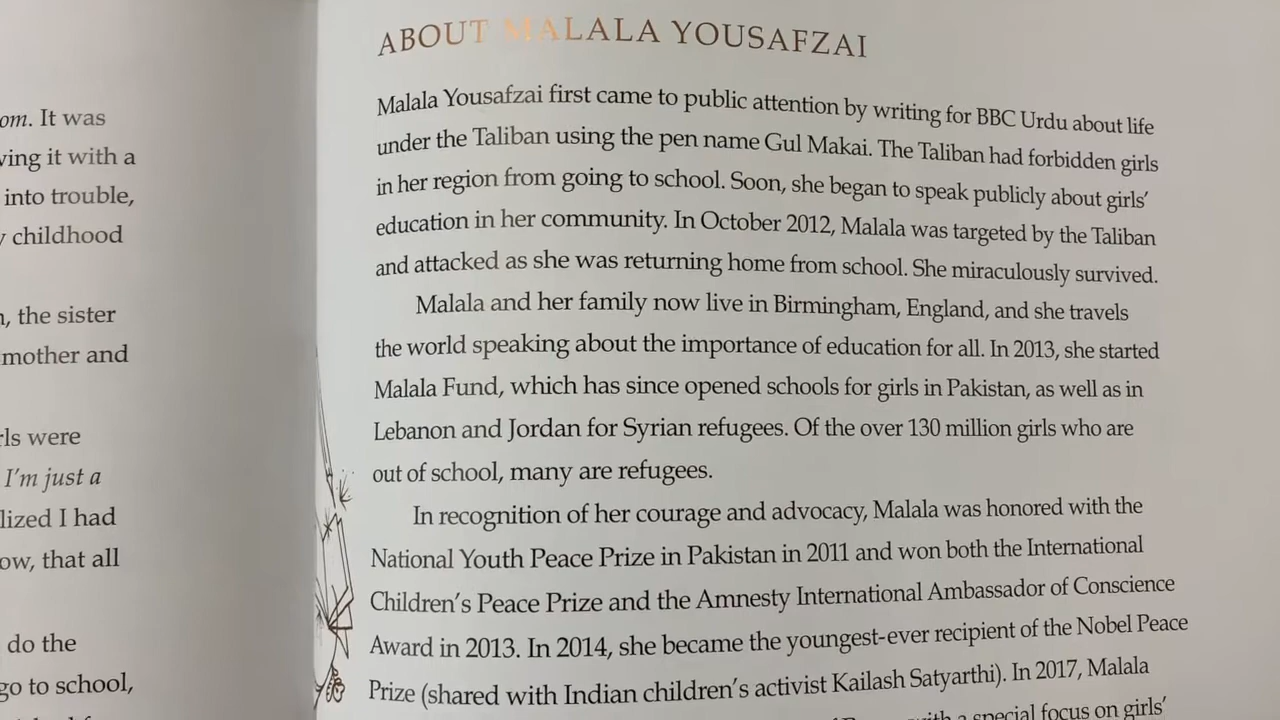 om. It was
ving it with a
into trouble,
y childhood
, the sister
mother and
rls were
I'm just a
lized I had
ow, that all
do the
go to school,
ABOUT MALALA YOUSAFZAI
Malala Yousafzai first came to public attention by writing for BBC Urdu about life
under the Taliban using the pen name Gul Makai. The Taliban had forbidden girls
in her region from going to school. Soon, she began to speak publicly about girls'
education in her community. In October 2012, Malala was targeted by the Taliban
and attacked as she was returning home from school. She miraculously survived.
Malala and her family now live in Birmingham, England, and she travels
the world speaking about the importance of education for all. In 2013, she started
Malala Fund, which has since opened schools for girls in Pakistan, as well as in
Lebanon and Jordan for Syrian refugees. Of the over 130 million girls who are
out of school, many are refugees.
In recognition of her courage and advocacy, Malala was honored with the
National Youth Peace Prize in Pakistan in 2011 and won both the International
Children's Peace Prize and the Amnesty International Ambassador of Conscience
Award in 2013. In 2014, she became the youngest-ever recipient of the Nobel Peace
Prize (shared with Indian children's activist Kailash Satyarthi). In 2017, Malala
with a special focus on girls'